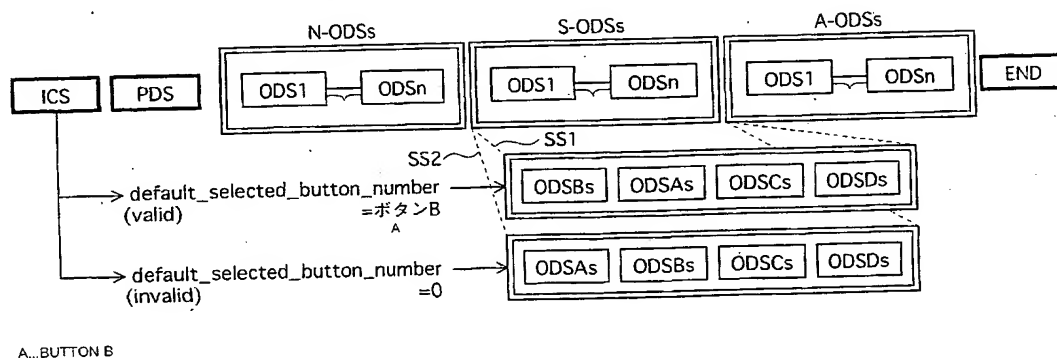 N-ODSs S-ODSs A-ODSs
ICS PDS ODS1 ODSn ODS1 ODSn ODS1 ODSn END
SS1
SS2
default_selected_button_number ODSBs ODSAs ODSCs ODSDs
(valid) =ボタンB
A
default_selected_button_number ODSAs ODSBs ODSCs ODSDs
(invalid) =0
A...BUTTON B